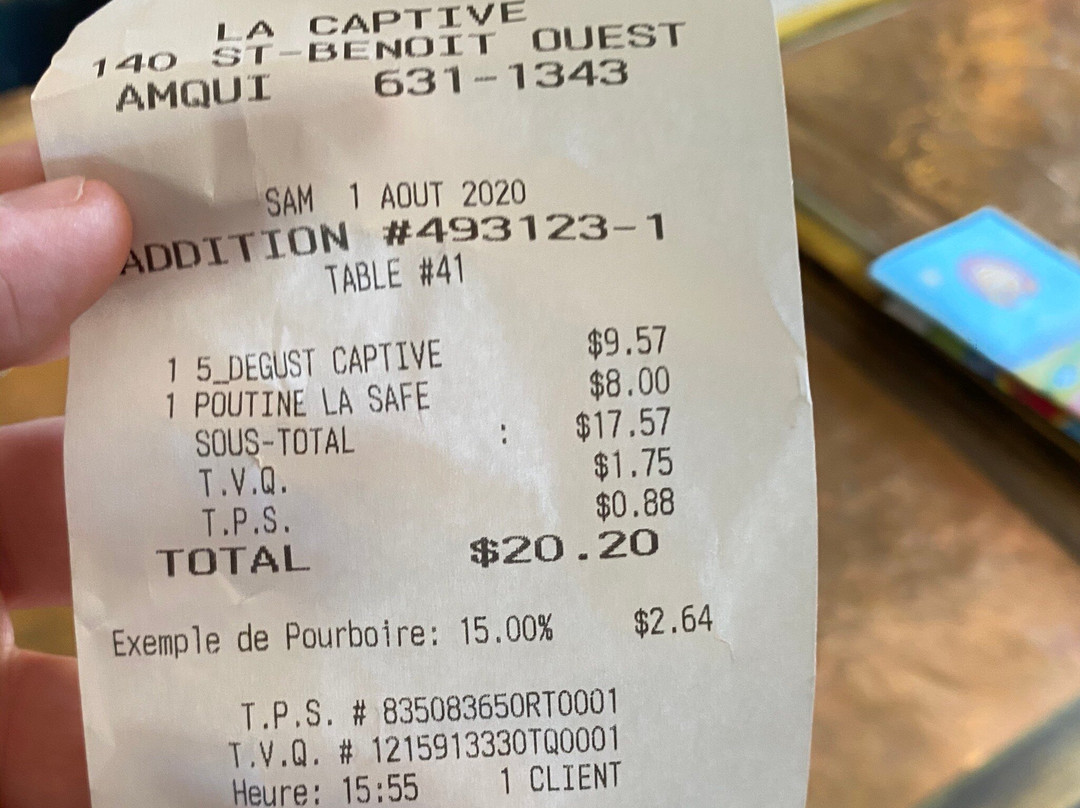 LA CAPTIVE
140 ST-BENOIT OUEST
AMQUI 631-1343
SAM 1 AOUT 2020
ADDITION #493123-1
TABLE #41
1 5_DEGUST CAPTIVE $9.57
1 POUTINE LA SAFE $8.00
SOUS-TOTAL : $17.57
T.V.Q. $1.75
T.P.S. $0.88
TOTAL $20.20
Exemple de Pourboire: 15.00% $2.64
T.P.S. # 835083650RT0001
T.V.Q. # 1215913330TQ0001
Heure: 15:55 1 CLIENT